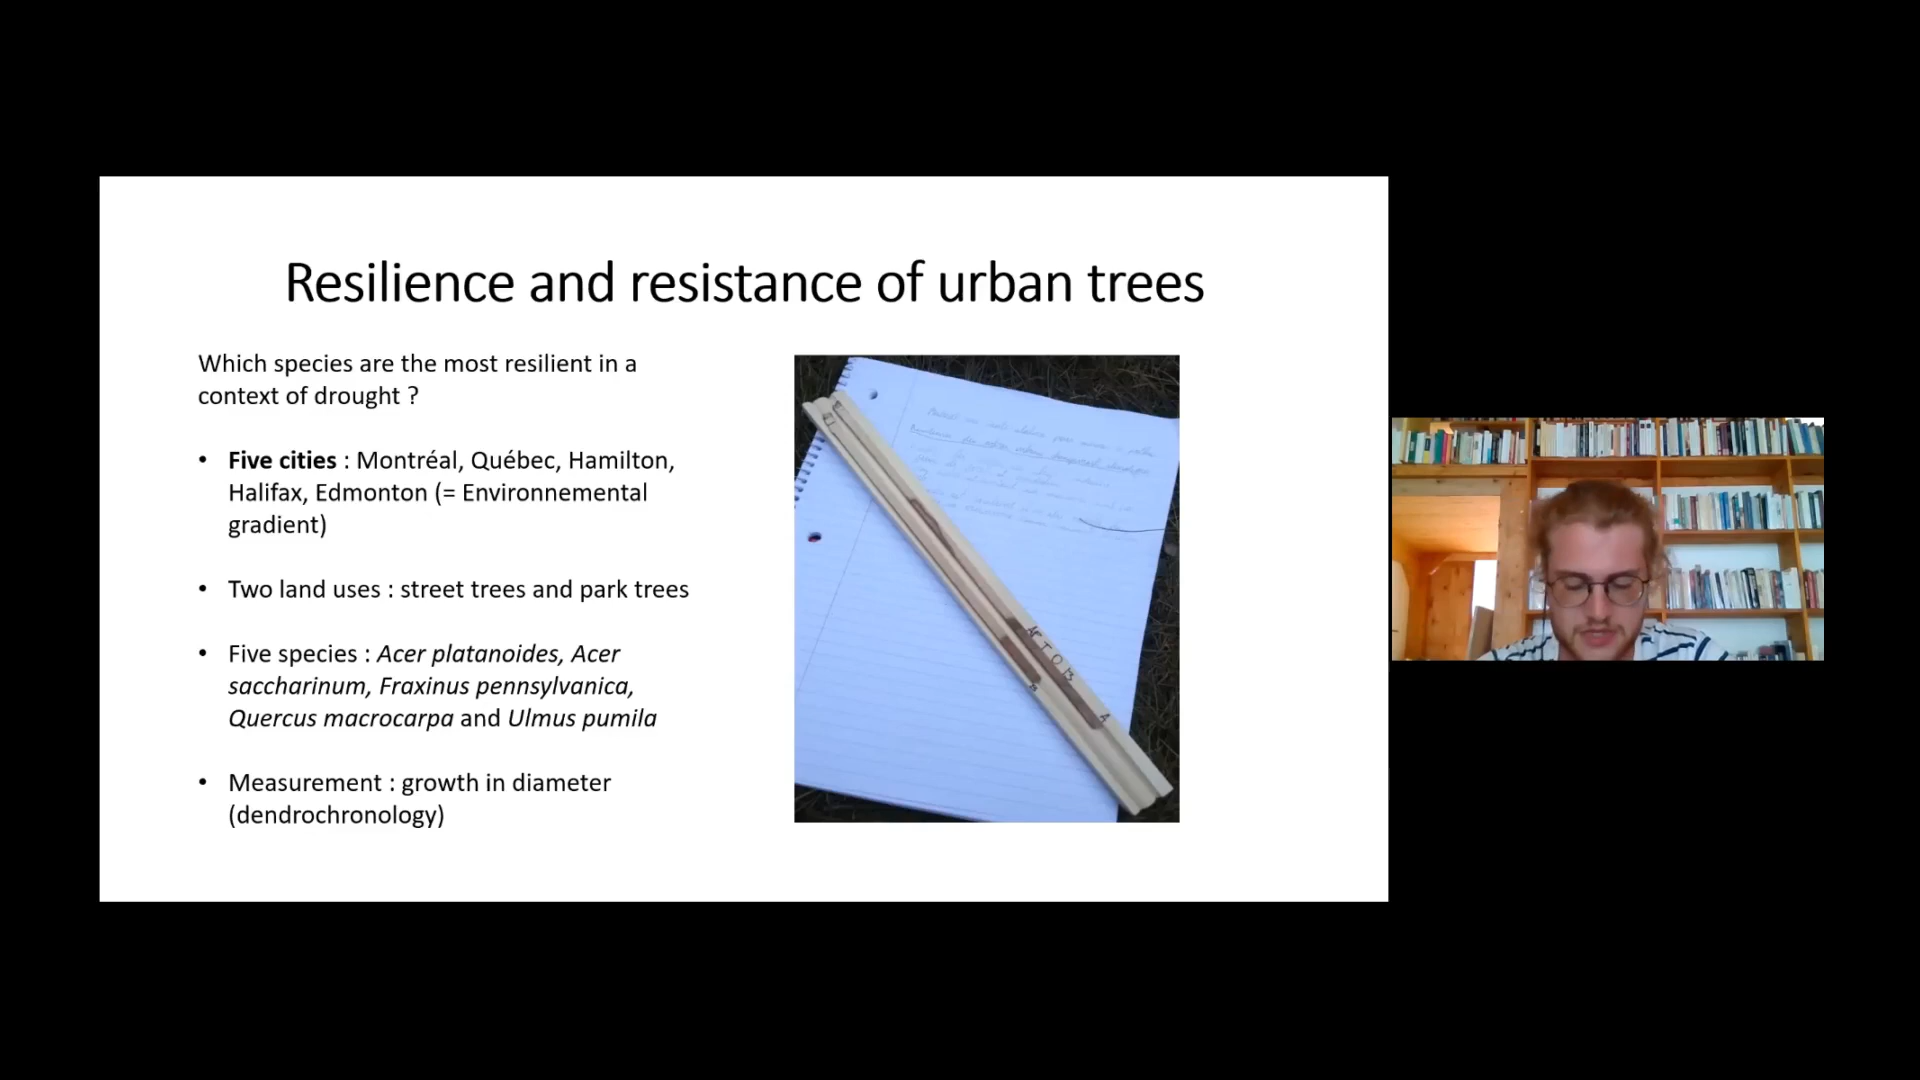 Resilience and resistance of urban trees
Which species are the most resilient in a
context of drought ?
• Five cities : Montréal, Québec, Hamilton,
Halifax, Edmonton (= Environnemental
gradient)
• Two land uses : street trees and park trees
• Five species : Acer platanoides, Acer
saccharinum, Fraxinus pennsylvanica,
Quercus macrocarpa and Ulmus pumila
• Measurement : growth in diameter
(dendrochronology)